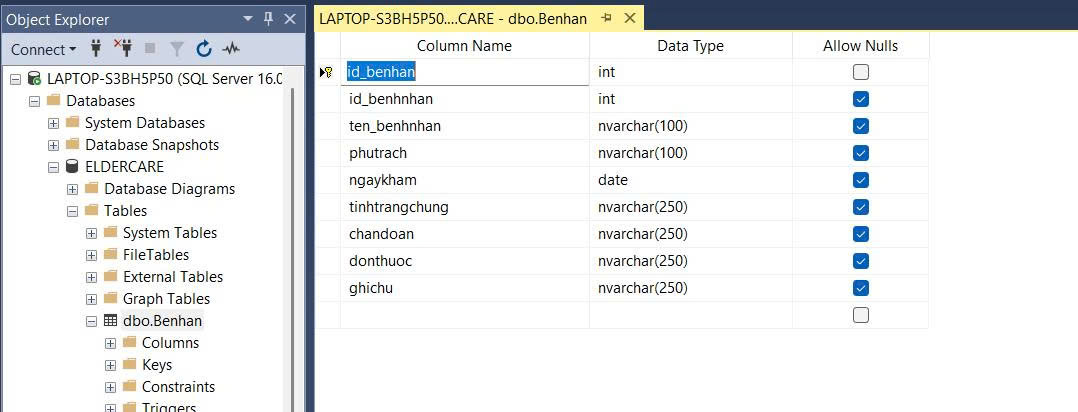 Object Explorer
Connect
LAPTOP-S3BH5P50 (SQL Server 16.0
Databases
System Databases
Database Snapshots
ELDERCARE
Database Diagrams
Tables
System Tables
FileTables
External Tables
Graph Tables
dbo.Benhan
Columns
Keys
Constraints
Triggers
LAPTOP-S3BH5P50....CARE - dbo.Benhan
Column Name Data Type Allow Nulls
id_benhan int
id_benhnhan int
ten_benhnhan nvarchar(100)
phutrach nvarchar(100)
ngaykham date
tinhtrangchung nvarchar(250)
chandoan nvarchar(250)
donthuoc nvarchar(250)
ghichu nvarchar(250)